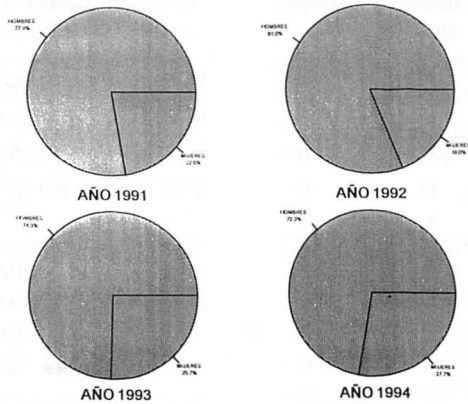 HOMBRES
77.4%
MUJERES
22.6%
AÑO 1991
HOMBRES
81.0%
MUJERES
19.0%
AÑO 1992
HOMBRES
74.3%
MUJERES
25.7%
AÑO 1993
HOMBRES
72.3%
MUJERES
27.7%
AÑO 1994